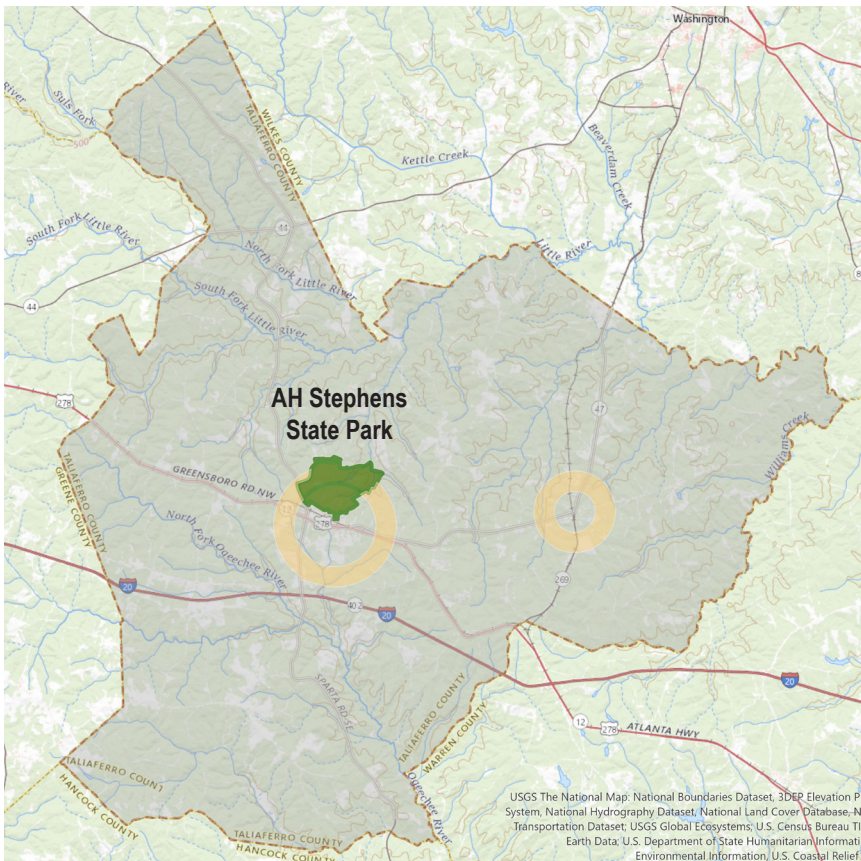 Washington
River
Suls Fork
500
WILKES COUNTY
TALIAFERRO COUNTY
Kettle Creek
Beaverdam Creek
South Fork Little River
44
North Fork Little River
Little River
8
44
South Fork Little River
AH Stephens
State Park
278
47
Williams Creek
TALIAFERRO COUNTY
GREENE COUNTY
GREENSBORO RD NW
12
278
North Fork Ogeechee River
20
402
20
269
SPARTA RD SE
TALIAFERRO COUNTY
WARREN COUNTY
20
12
278
ATLANTA HWY
TALIAFERRO COUNT
HANCOCK COUNTY
Ogeechee River
TALIAFERRO COUNTY
HANCOCK COUNTY
USGS The National Map: National Boundaries Dataset, 3DEP Elevation P
System, National Hydrography Dataset, National Land Cover Database, N
Transportation Dataset; USGS Global Ecosystems; U.S. Census Bureau TI
Earth Data; U.S. Department of State Humanitarian Informati
Environmental Information, U.S. Coastal Relief